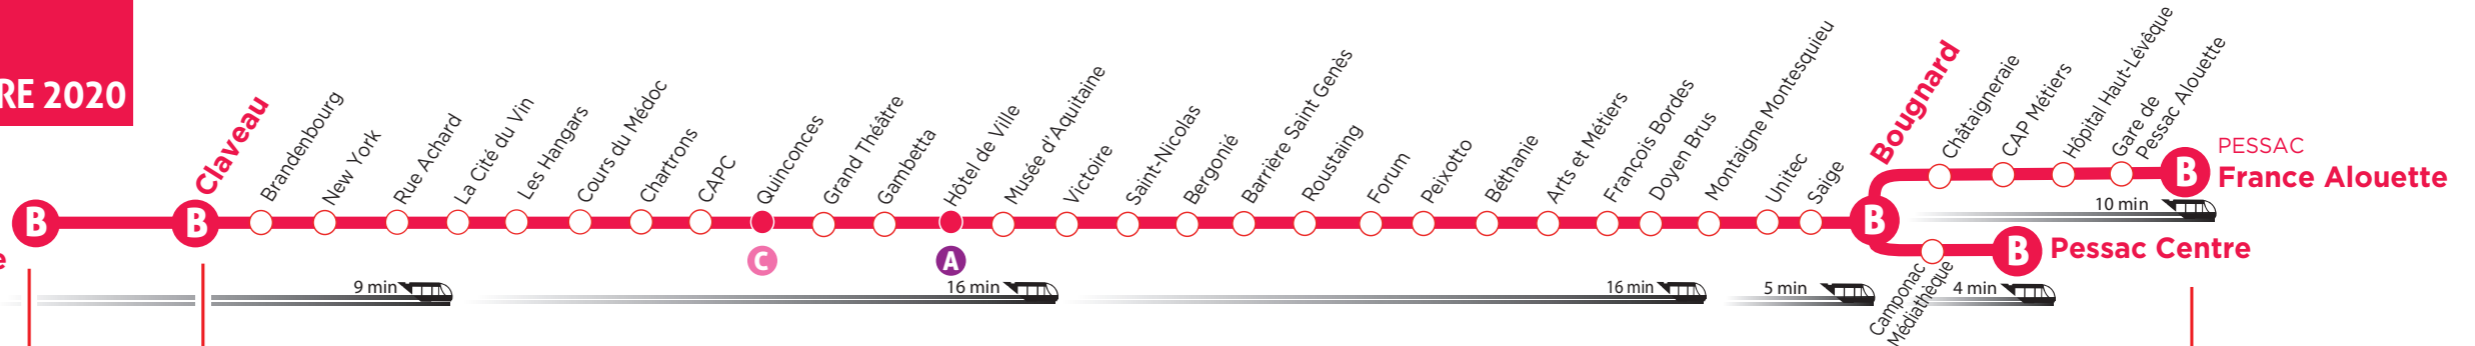 RE 2020
B
e
B
Claveau
Brandenbourg
New York
Rue Achard
La Cité du Vin
Les Hangars
Cours du Médoc
Chartrons
CAPC
Quinconces
C
Grand Théâtre
Gambetta
Hôtel de Ville
A
Musée d'Aquitaine
Victoire
Saint-Nicolas
Bergonié
Barrière Saint Genès
Roustaing
Forum
Peixotto
Béthanie
Arts et Métiers
François Bordes
Doyen Brus
Montaigne Montesquieu
Unitec
Saige
Bougnard
B
Châtaigneraie
CAP Métiers
Hôpital Haut-Lévêque
Gare de
Pessac Alouette
B
PESSAC
France Alouette
10 min
Camponac
Médiathèque
B
Pessac Centre
9 min
16 min
16 min
5 min
4 min